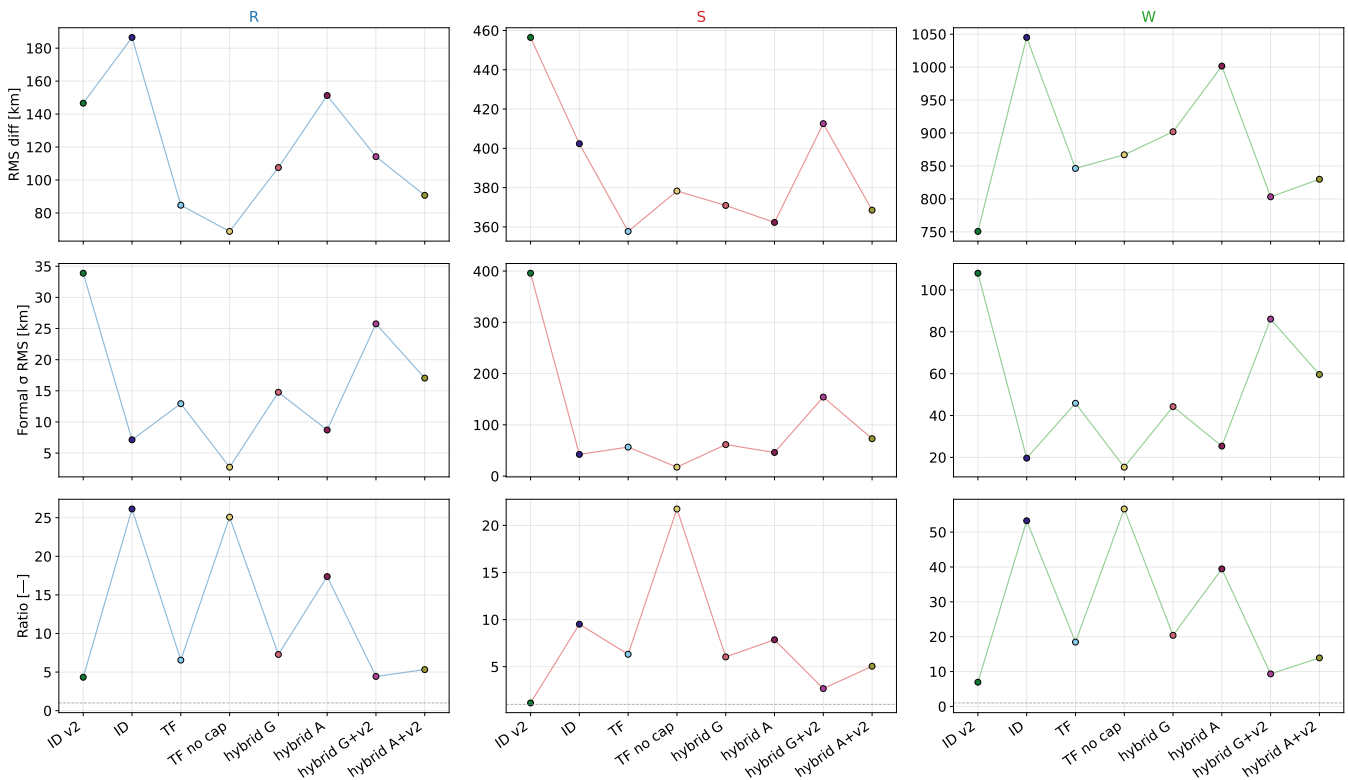 R
S
W
RMS diff [km]
180
160
140
120
100
80
460
440
420
400
380
360
1050
1000
950
900
850
800
750
Formal σ RMS [km]
35
30
25
20
15
10
5
400
300
200
100
0
100
80
60
40
20
Ratio [—]
25
20
15
10
5
0
20
15
10
5
50
40
30
20
10
0
ID v2
ID
TF
TF no cap
hybrid G
hybrid A
hybrid G+v2
hybrid A+v2
ID v2
ID
TF
TF no cap
hybrid G
hybrid A
hybrid G+v2
hybrid A+v2
ID v2
ID
TF
TF no cap
hybrid G
hybrid A
hybrid G+v2
hybrid A+v2